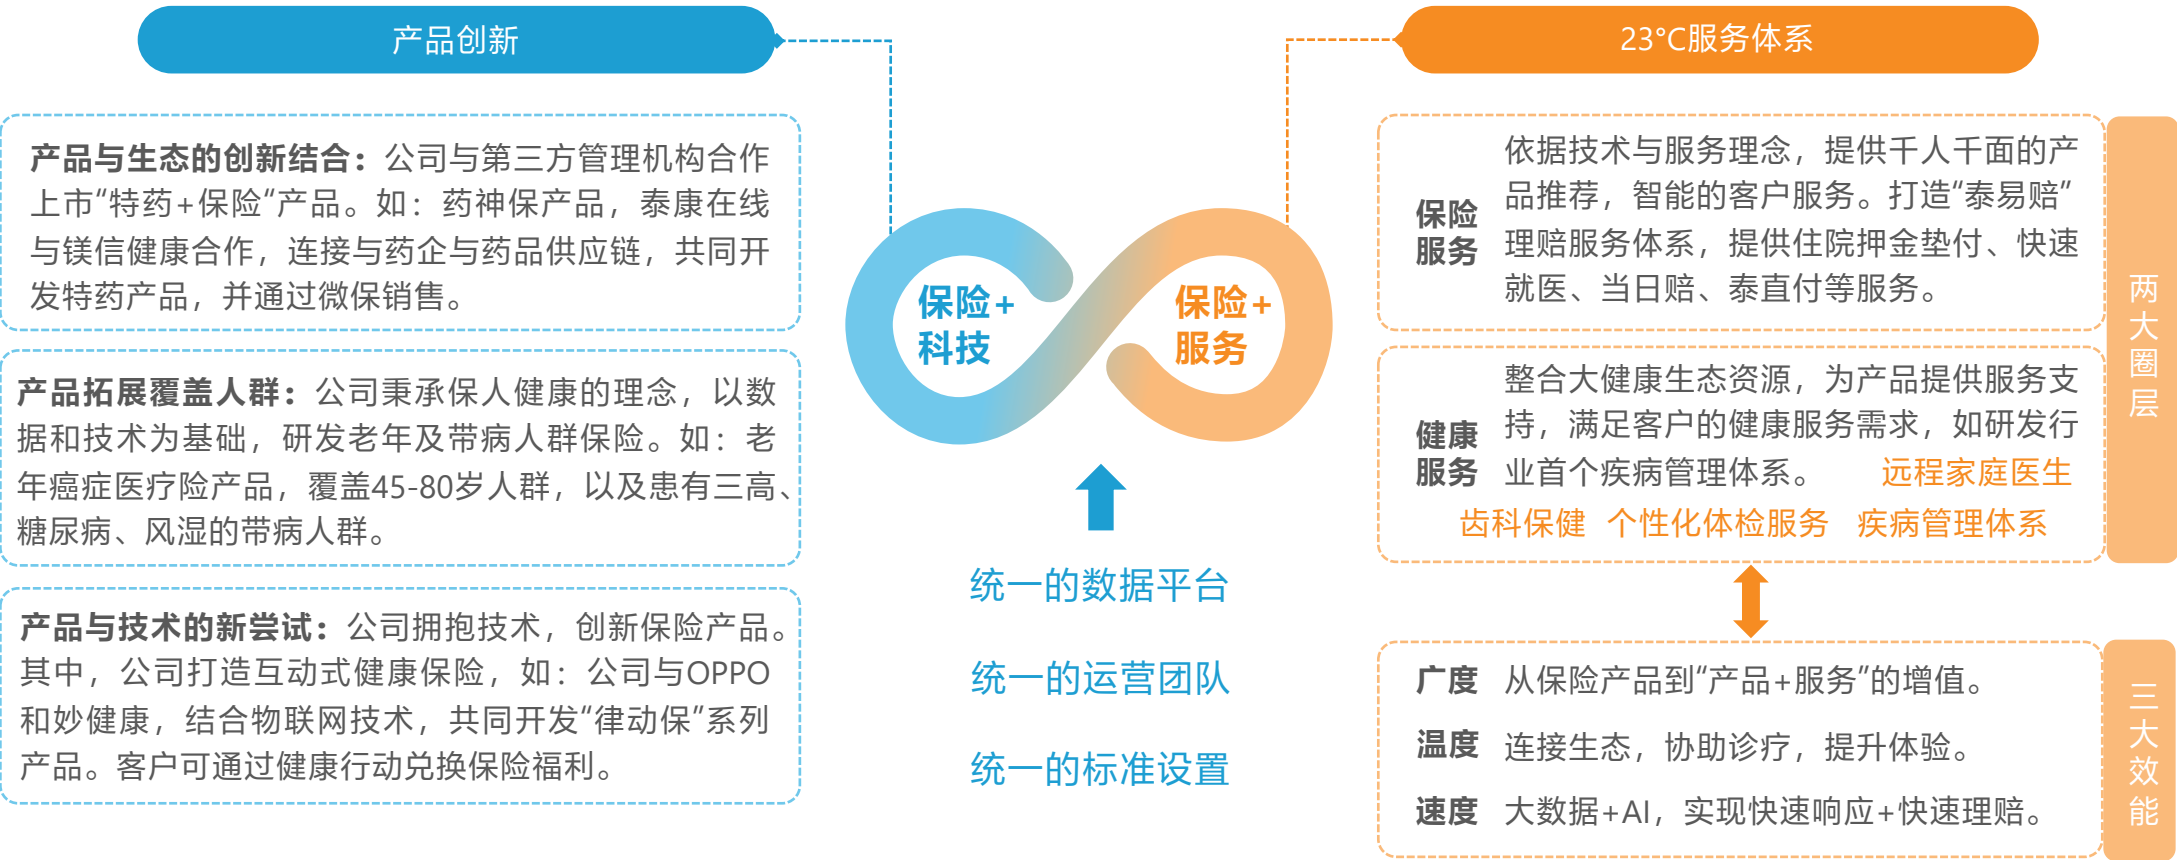 产品创新
产品与生态的创新结合：公司与第三方管理机构合作
上市“特药+保险“产品。如：药神保产品，泰康在线
与镁信健康合作，连接与药企与药品供应链，共同开
发特药产品，并通过微保销售。
产品拓展覆盖人群：公司秉承保人健康的理念，以数
据和技术为基础，研发老年及带病人群保险。如：老
年癌症医疗险产品，覆盖45-80岁人群，以及患有三高、
糖尿病、风湿的带病人群。
产品与技术的新尝试：公司拥抱技术，创新保险产品。
其中，公司打造互动式健康保险，如：公司与OPPO
和妙健康，结合物联网技术，共同开发“律动保”系列
产品。客户可通过健康行动兑换保险福利。
保险+
科技
保险+
服务
统一的数据平台
统一的运营团队
统一的标准设置
23°C服务体系
保险
服务
依据技术与服务理念，提供千人千面的产
品推荐，智能的客户服务。打造“泰易赔”
理赔服务体系，提供住院押金垫付、快速
就医、当日赔、泰直付等服务。
健康
服务
整合大健康生态资源，为产品提供服务支
持，满足客户的健康服务需求，如研发行
业首个疾病管理体系。 远程家庭医生
齿科保健 个性化体检服务 疾病管理体系
两大圈层
广度 从保险产品到“产品+服务”的增值。
温度 连接生态，协助诊疗，提升体验。
速度 大数据+AI，实现快速响应+快速理赔。
三大效能